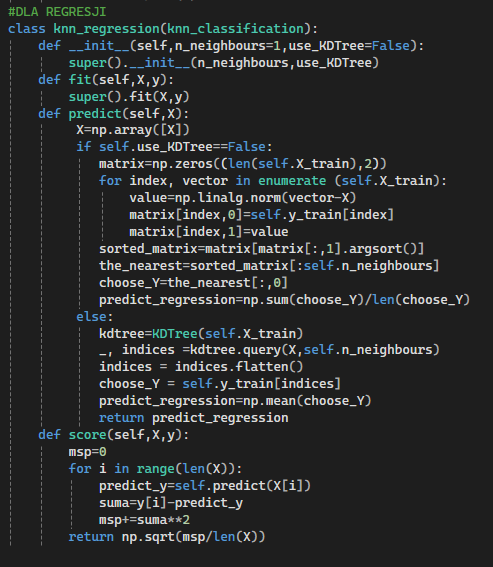 #DLA REGRESJI
class knn_regression(knn_classification):
    def __init__(self,n_neighbours=1,use_KDTree=False):
        super().__init__(n_neighbours,use_KDTree)
    def fit(self,X,y):
        super().fit(X,y)
    def predict(self,X):
         X=np.array([X])
         if self.use_KDTree==False:
            matrix=np.zeros((len(self.X_train),2))
            for index, vector in enumerate (self.X_train):
                value=np.linalg.norm(vector-X)
                matrix[index,0]=self.y_train[index]
                matrix[index,1]=value
            sorted_matrix=matrix[matrix[:,1].argsort()]
            the_nearest=sorted_matrix[:self.n_neighbours]
            choose_Y=the_nearest[:,0]
            predict_regression=np.sum(choose_Y)/len(choose_Y)
         else:
            kdtree=KDTree(self.X_train)
            _, indices =kdtree.query(X,self.n_neighbours)
            indices = indices.flatten()
            choose_Y = self.y_train[indices]
            predict_regression=np.mean(choose_Y)
            return predict_regression
    def score(self,X,y):
        msp=0
        for i in range(len(X)):
            predict_y=self.predict(X[i])
            suma=y[i]-predict_y
            msp+=suma**2
        return np.sqrt(msp/len(X))